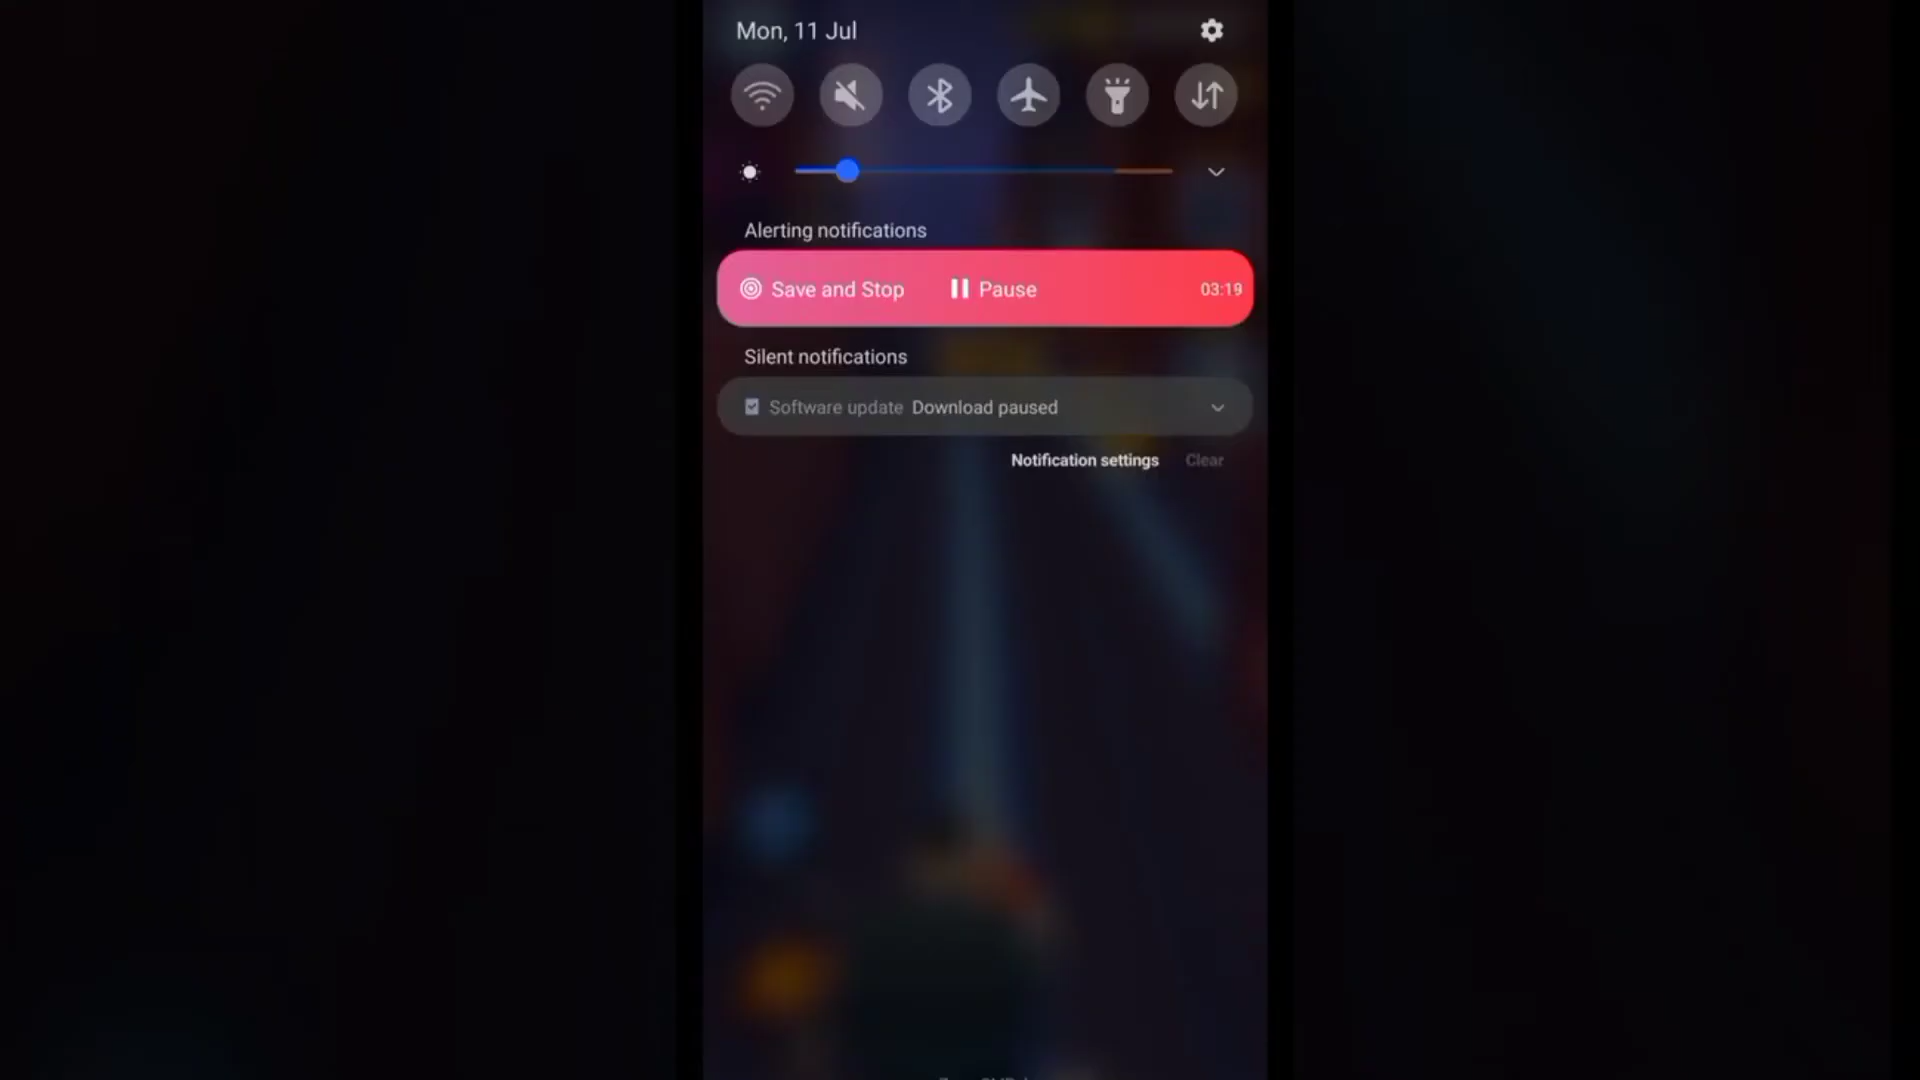 Mon, 11 Jul
Alerting notifications
Save and Stop Pause 03:19
Silent notifications
Software update Download paused
Notification settings Clear